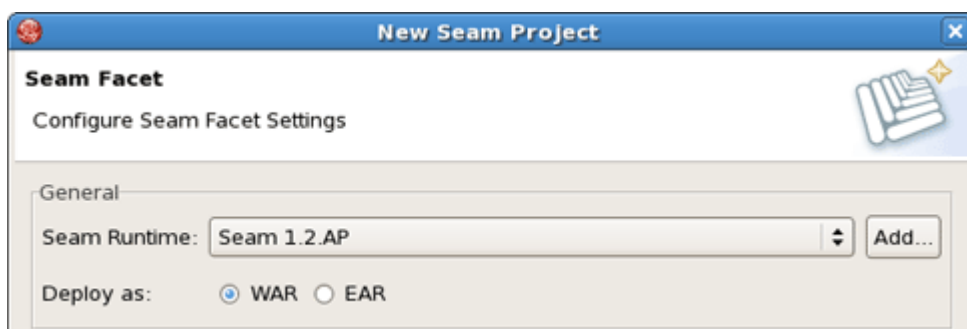 New Seam Project
Seam Facet
Configure Seam Facet Settings
General
Seam Runtime: Seam 1.2.AP Add...
Deploy as: WAR EAR